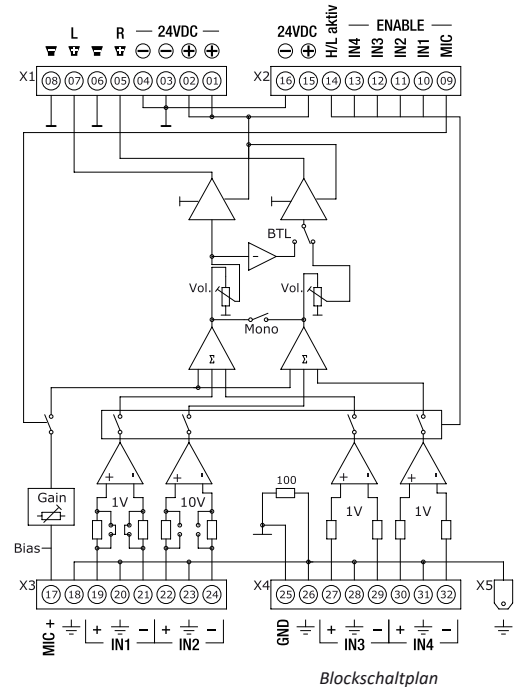 L R 24VDC 24VDC H/L aktiv ENABLE IN4 IN3 IN2 IN1 MIC
X1 08 07 06 05 04 03 02 01 X2 16 15 14 13 12 11 10 09
BTL
Vol. Vol.
Mono
Σ Σ
100
Gain 1V 10V 1V 1V
Bias
X3 17 18 19 20 21 22 23 24 X4 25 26 27 28 29 30 31 32 X5
MIC + + − + − GND + − + −
IN1 IN2 IN3 IN4
Blockschaltplan